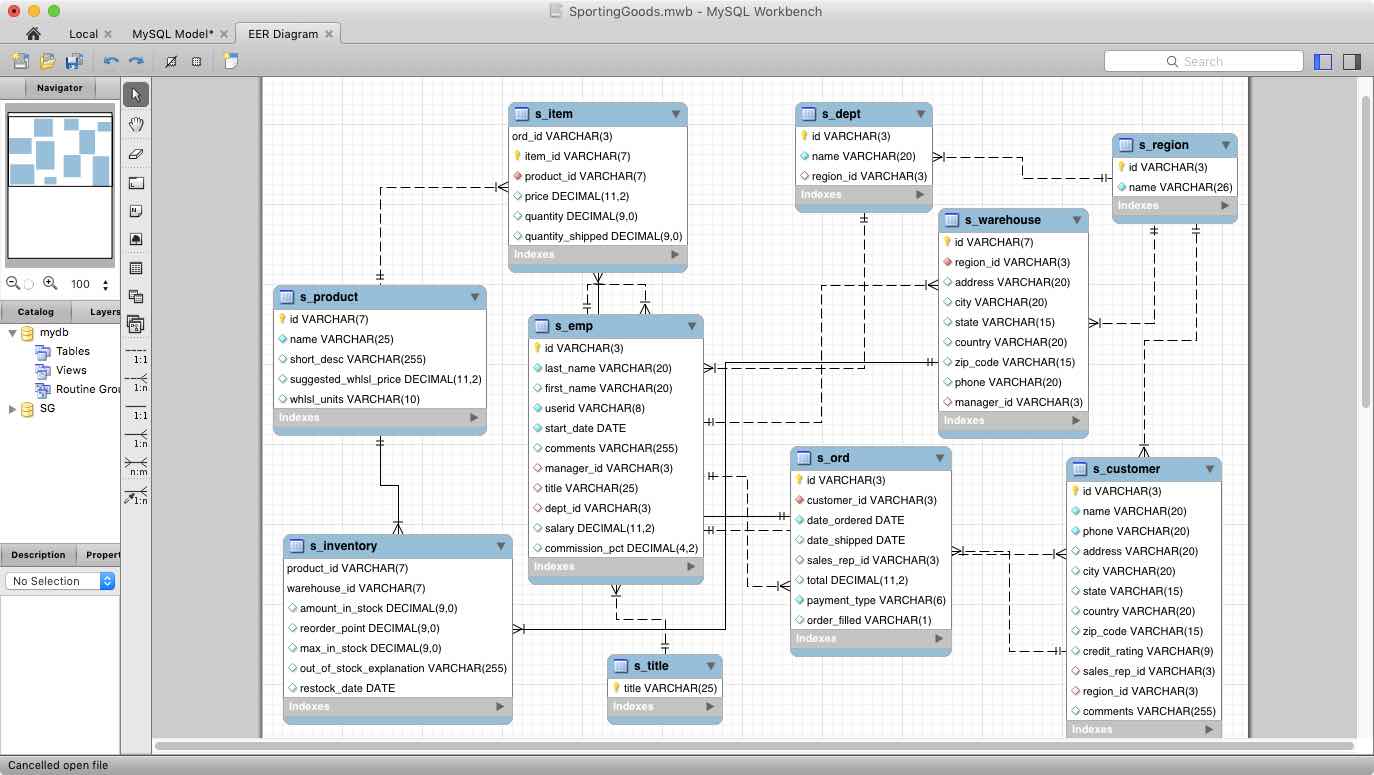 SportingGoods.mwb - MySQL Workbench
Local
MySQL Model*
EER Diagram
Search
Navigator
100
Catalog
Layers
mydb
Tables
Views
Routine Grou
SG
1:1
1:n
1:1
1:n
n:m
1:n
Description
Propert
No Selection
s_item
ord_id VARCHAR(3)
item_id VARCHAR(7)
product_id VARCHAR(7)
price DECIMAL(11,2)
quantity DECIMAL(9,0)
quantity_shipped DECIMAL(9,0)
Indexes
s_dept
id VARCHAR(3)
name VARCHAR(20)
region_id VARCHAR(3)
Indexes
s_region
id VARCHAR(3)
name VARCHAR(26)
Indexes
s_warehouse
id VARCHAR(7)
region_id VARCHAR(3)
address VARCHAR(20)
city VARCHAR(20)
state VARCHAR(15)
country VARCHAR(20)
zip_code VARCHAR(15)
phone VARCHAR(20)
manager_id VARCHAR(3)
Indexes
s_product
id VARCHAR(7)
name VARCHAR(25)
short_desc VARCHAR(255)
suggested_whlsl_price DECIMAL(11,2)
whlsl_units VARCHAR(10)
Indexes
s_emp
id VARCHAR(3)
last_name VARCHAR(20)
first_name VARCHAR(20)
userid VARCHAR(8)
start_date DATE
comments VARCHAR(255)
manager_id VARCHAR(3)
title VARCHAR(25)
dept_id VARCHAR(3)
salary DECIMAL(11,2)
commission_pct DECIMAL(4,2)
Indexes
s_ord
id VARCHAR(3)
customer_id VARCHAR(3)
date_ordered DATE
date_shipped DATE
sales_rep_id VARCHAR(3)
total DECIMAL(11,2)
payment_type VARCHAR(6)
order_filled VARCHAR(1)
Indexes
s_customer
id VARCHAR(3)
name VARCHAR(20)
phone VARCHAR(20)
address VARCHAR(20)
city VARCHAR(20)
state VARCHAR(15)
country VARCHAR(20)
zip_code VARCHAR(15)
credit_rating VARCHAR(9)
sales_rep_id VARCHAR(3)
region_id VARCHAR(3)
comments VARCHAR(255)
Indexes
s_inventory
product_id VARCHAR(7)
warehouse_id VARCHAR(7)
amount_in_stock DECIMAL(9,0)
reorder_point DECIMAL(9,0)
max_in_stock DECIMAL(9,0)
out_of_stock_explanation VARCHAR(255)
restock_date DATE
Indexes
s_title
title VARCHAR(25)
Indexes
Cancelled open file